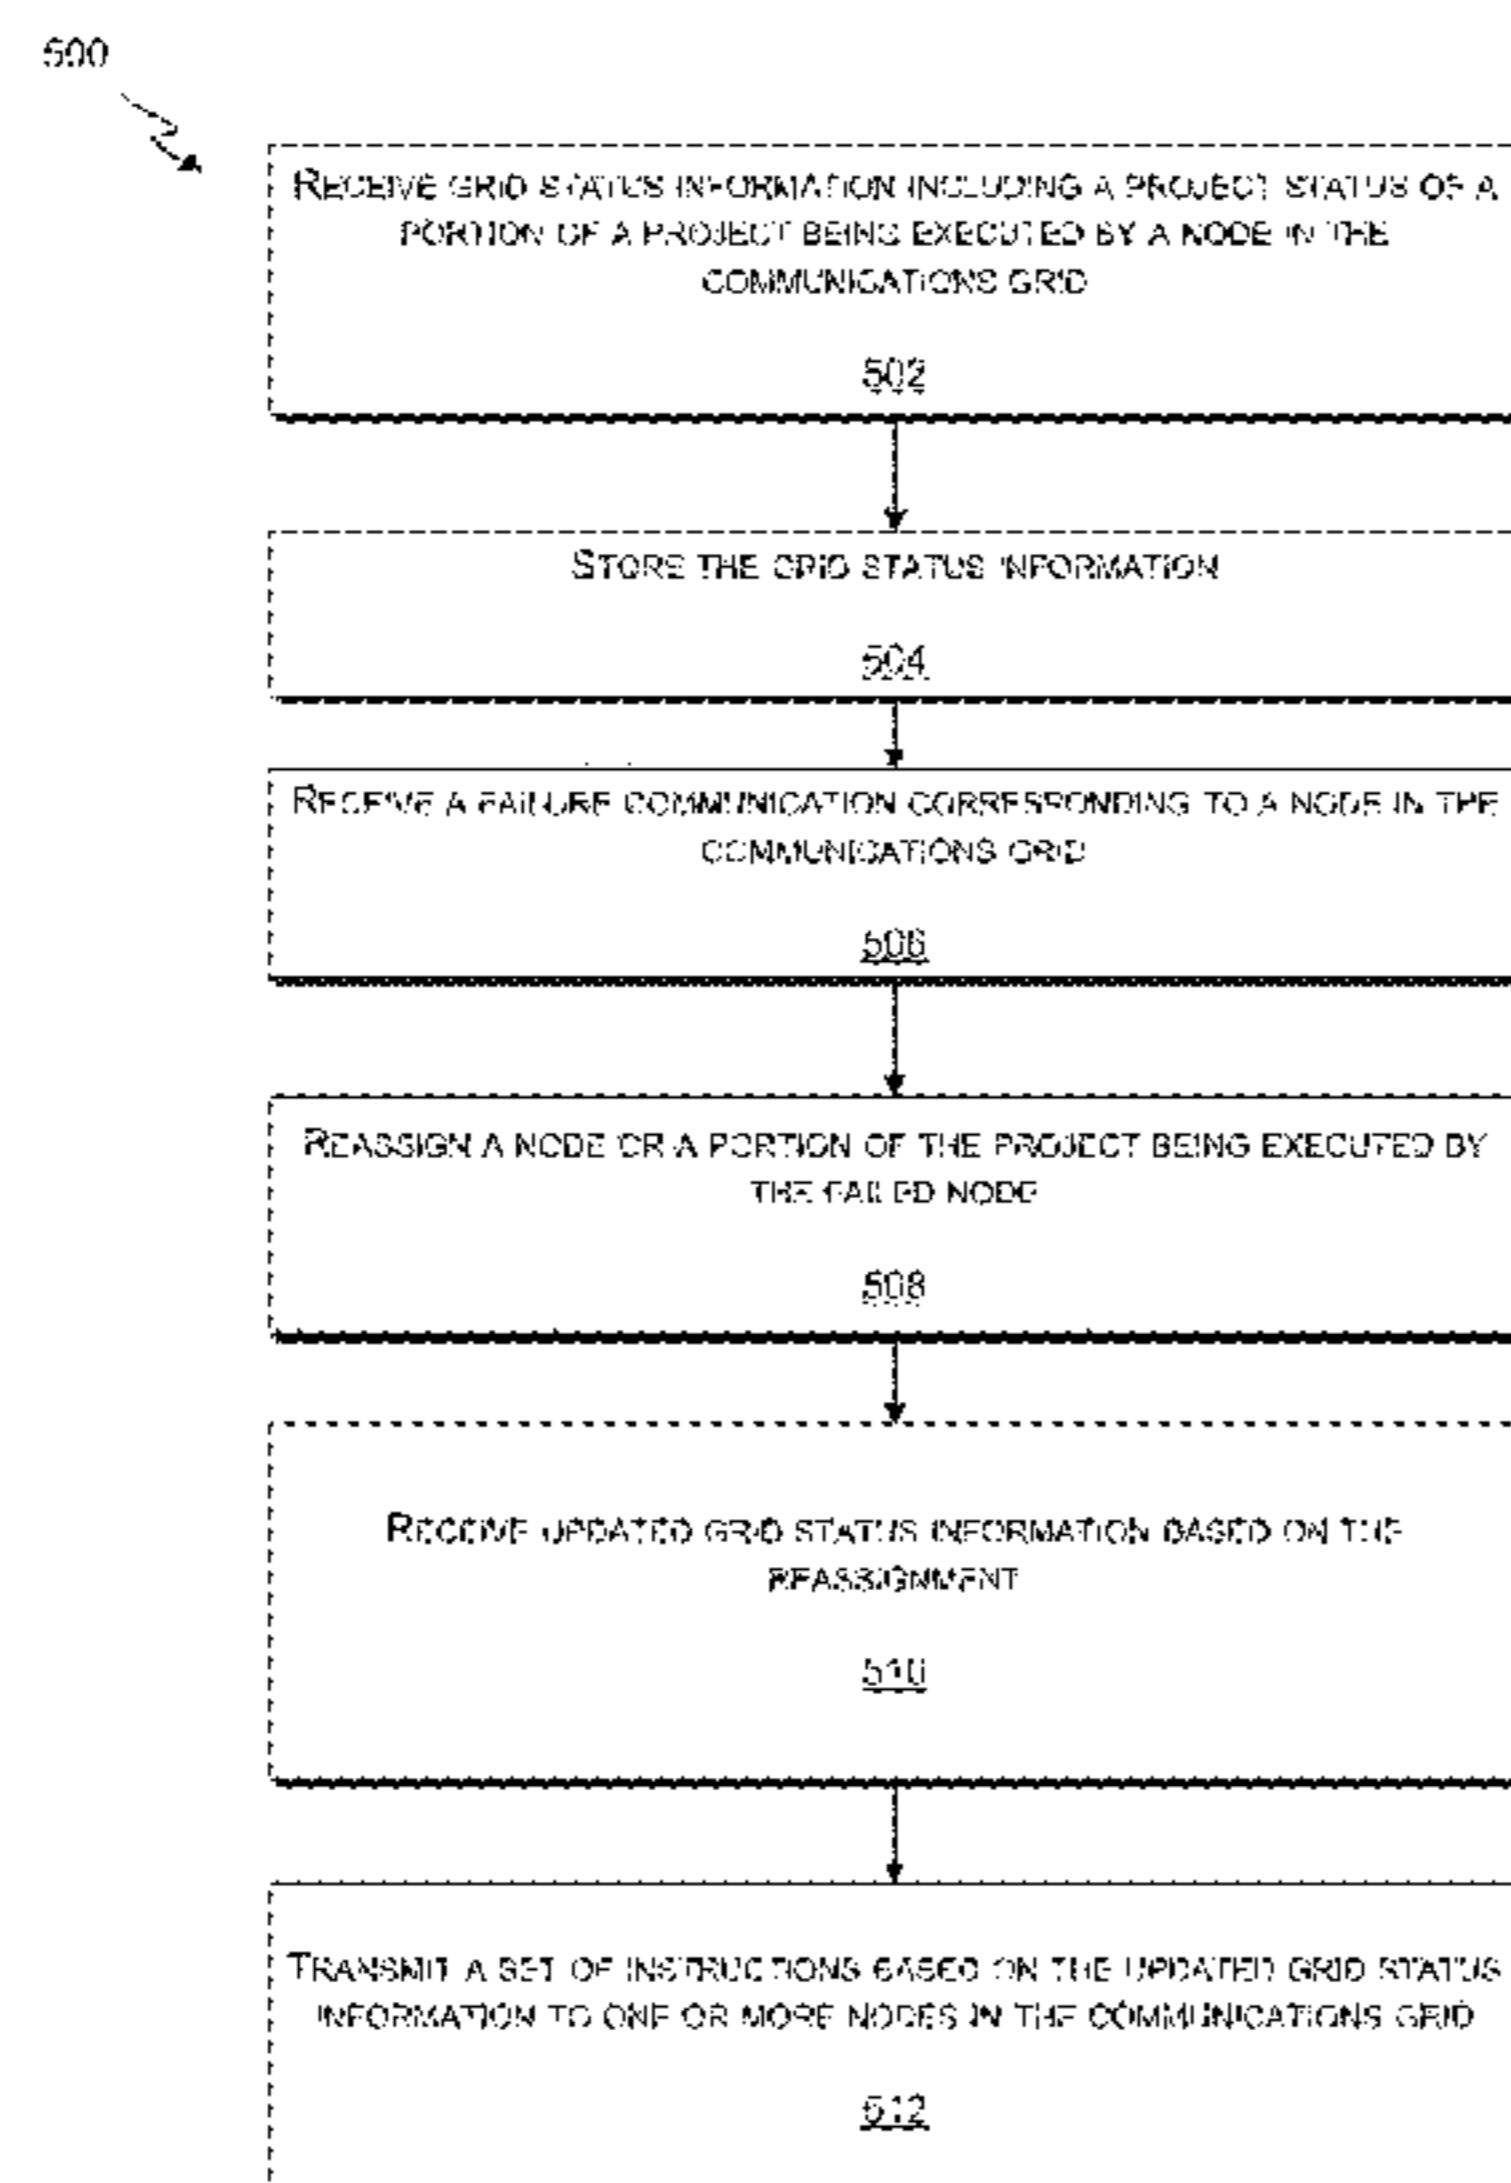 500
RECEIVE GRID STATUS INFORMATION INCLUDING A PROJECT STATUS OF A
PORTION OF A PROJECT BEING EXECUTED BY A NODE IN THE
COMMUNICATIONS GRID
502
STORE THE GRID STATUS INFORMATION
504
RECEIVE A FAILURE COMMUNICATION CORRESPONDING TO A NODE IN THE
COMMUNICATIONS GRID
506
REASSIGN A NODE OR A PORTION OF THE PROJECT BEING EXECUTED BY
THE FAILED NODE
508
RECEIVE UPDATED GRID STATUS INFORMATION BASED ON THE
REASSIGNMENT
510
TRANSMIT A SET OF INSTRUCTIONS BASED ON THE UPDATED GRID STATUS
INFORMATION TO ONE OR MORE NODES IN THE COMMUNICATIONS GRID
512